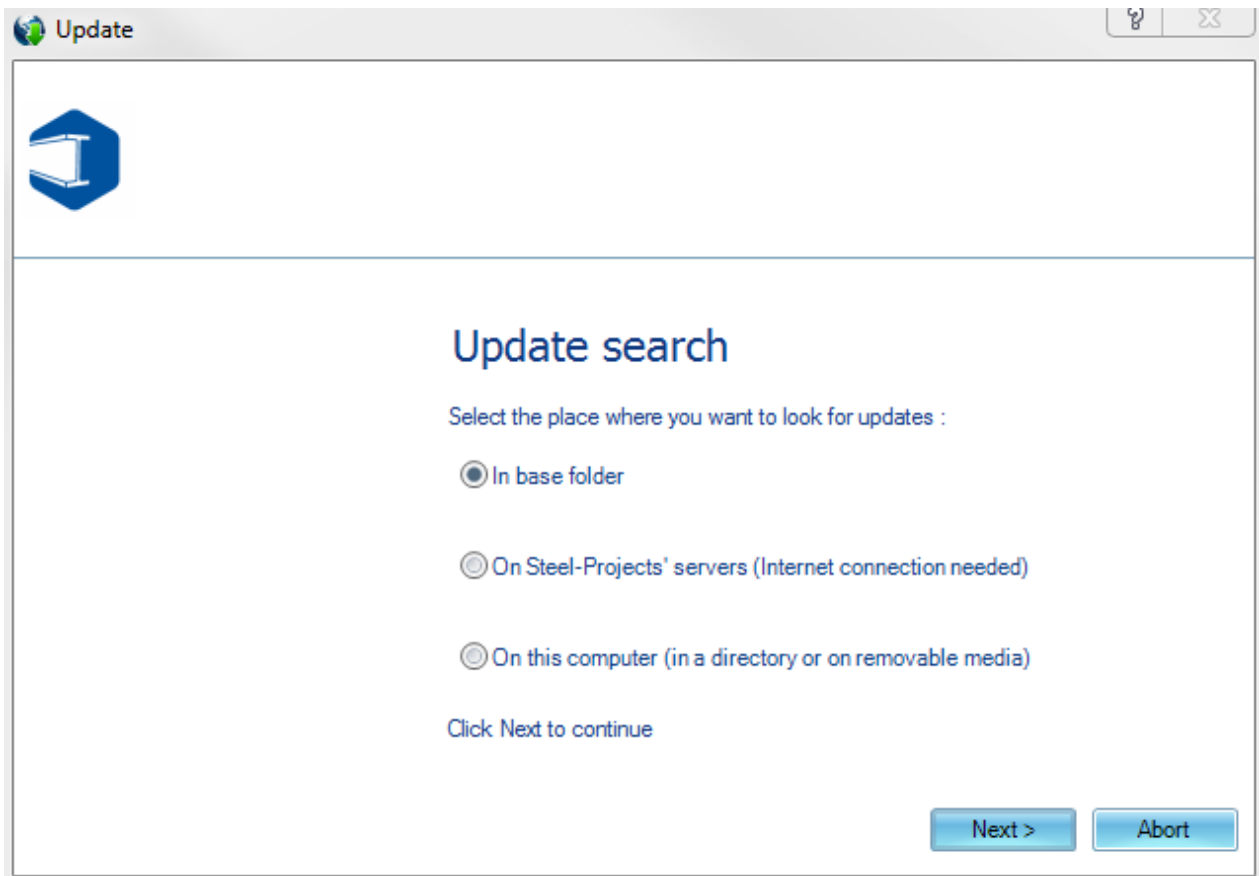 Update
Update search
Select the place where you want to look for updates :
In base folder
On Steel-Projects' servers (Internet connection needed)
On this computer (in a directory or on removable media)
Click Next to continue
Next >
Abort